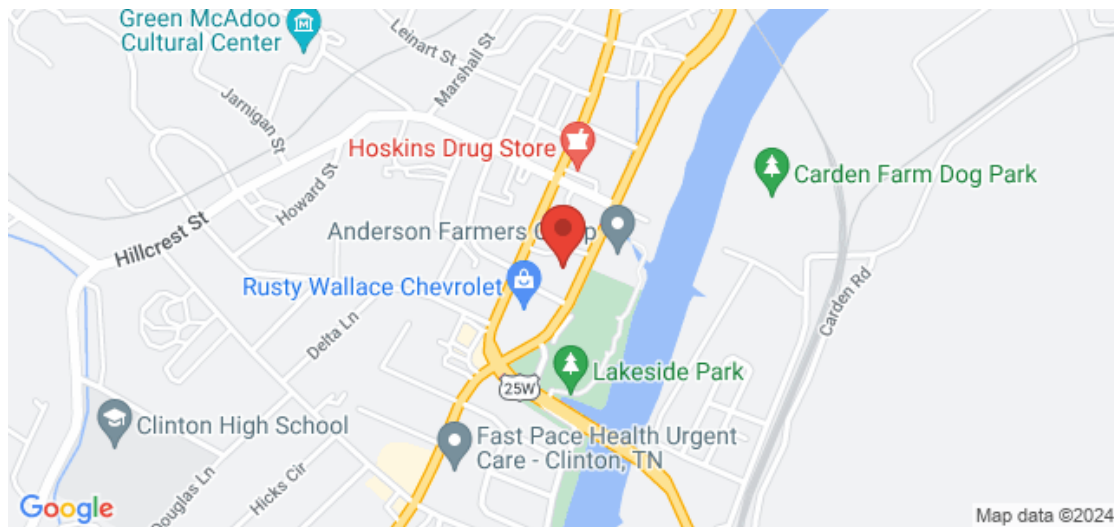 Green McAdoo
Cultural Center
Leinart St
Marshall St
Jarnigan St
Howard St
Hoskins Drug Store
Carden Farm Dog Park
Hillcrest St
Anderson Farmers
Rusty Wallace Chevrolet
Carden Rd
Delta Ln
Lakeside Park
25W
Clinton High School
Fast Pace Health Urgent
Care - Clinton, TN
Douglas Ln
Hicks Cir
Google
Map data ©2024